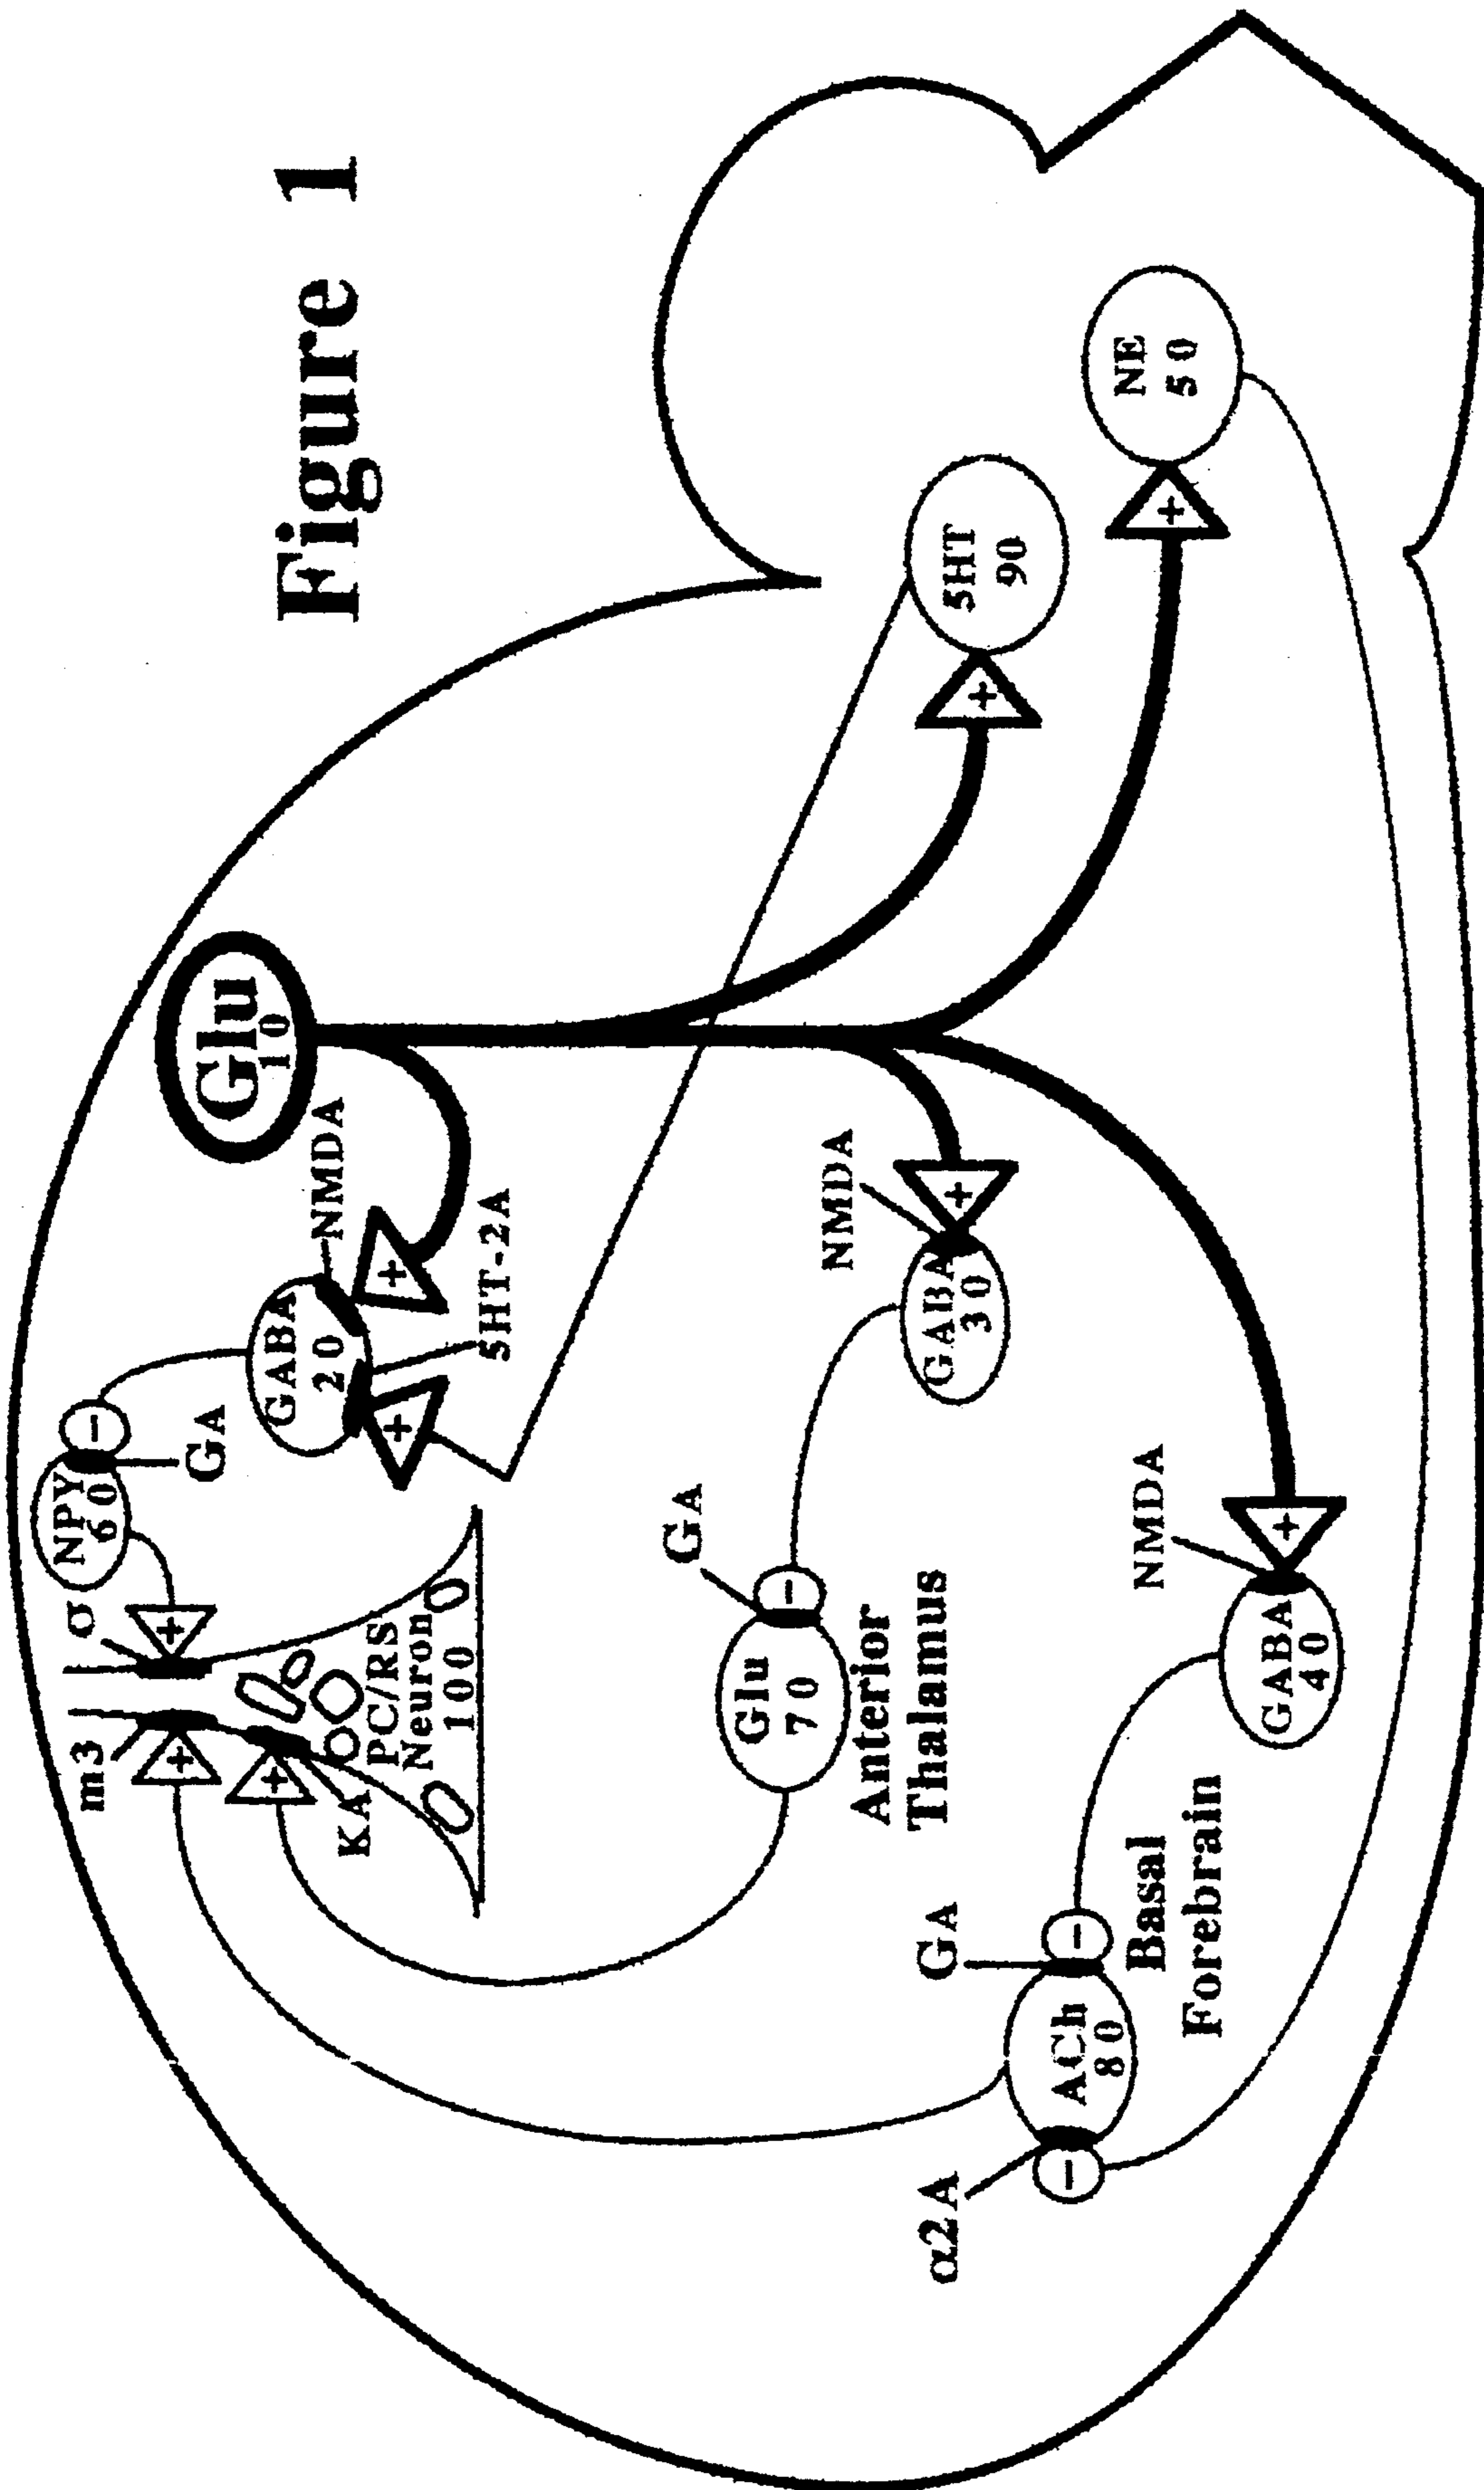 Figure 1
Glu
10
NMDA
GABA
20
5HT-2A
GA
NPY
60
σ
m3
KA
PC/RS
Neuron
100
5HT
90
NE
50
NMDA
GABA
30
GA
Glu
70
Anterior
Thalamus
NMDA
GABA
40
GA
ACh
80
Basal
Forebrain
α2A
+
+
+
+
+
+
+
+
+
−
−
−
−